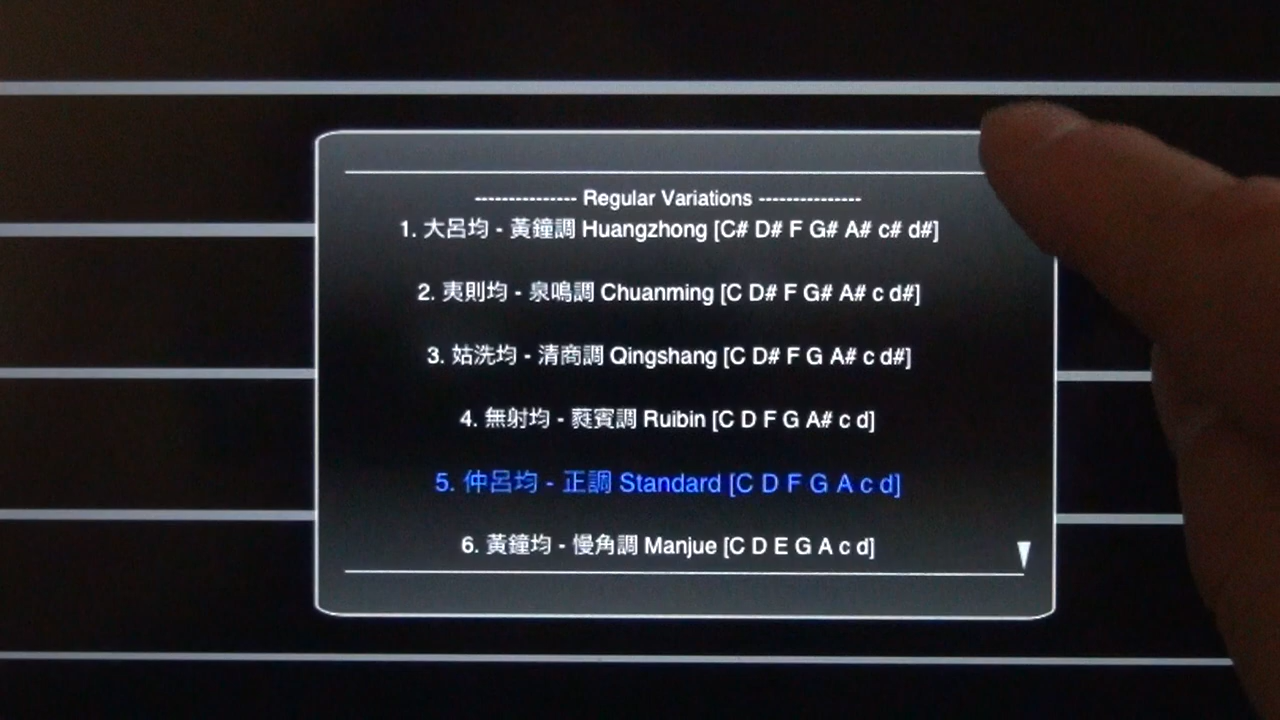 --------------- Regular Variations ---------------
1. 大呂均 - 黃鐘調 Huangzhong [C# D# F G# A# c# d#]
2. 夷則均 - 泉鳴調 Chuanming [C D# F G# A# c d#]
3. 姑洗均 - 清商調 Qingshang [C D# F G A# c d#]
4. 無射均 - 蕤賓調 Ruibin [C D F G A# c d]
5. 仲呂均 - 正調 Standard [C D F G A c d]
6. 黃鐘均 - 慢角調 Manjue [C D E G A c d]